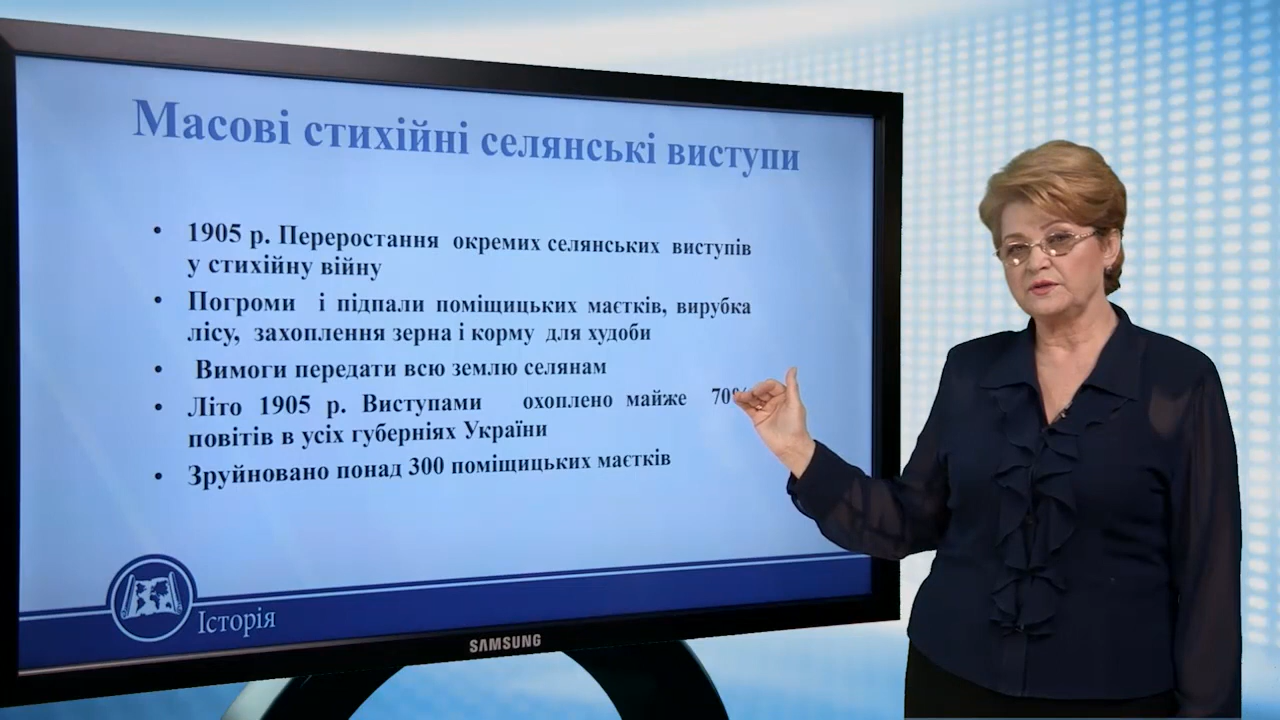 Масові стихійні селянські виступи
• 1905 р. Переростання окремих селянських виступів
у стихійну війну
• Погроми і підпали поміщицьких маєтків, вирубка
лісу, захоплення зерна і корму для худоби
• Вимоги передати всю землю селянам
• Літо 1905 р. Виступами охоплено майже 70%
повітів в усіх губерніях України
• Зруйновано понад 300 поміщицьких маєтків
Історія
SAMSUNG